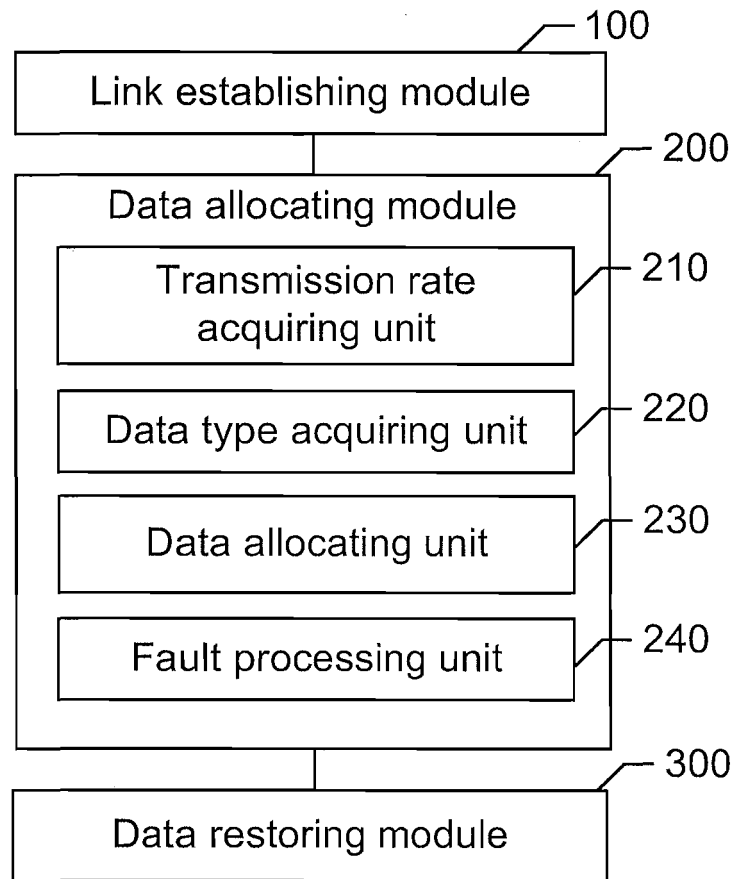 100
Link establishing module
200
Data allocating module
210
Transmission rate
acquiring unit
220
Data type acquiring unit
230
Data allocating unit
240
Fault processing unit
300
Data restoring module